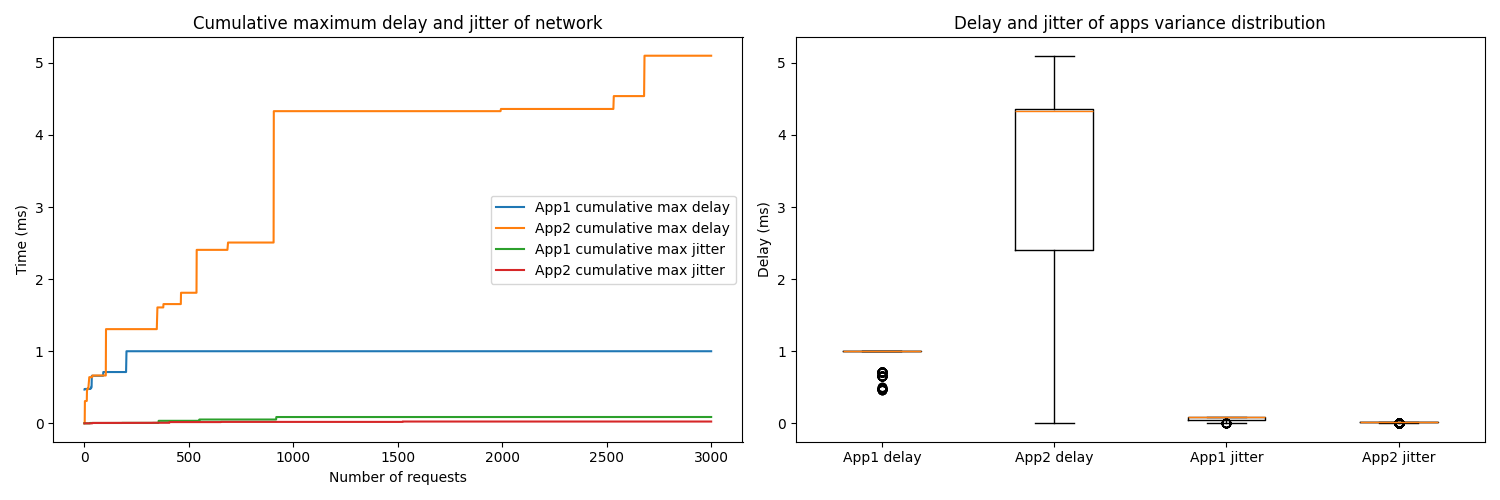 Cumulative maximum delay and jitter of network
Time (ms)
5
4
3
2
1
0
App1 cumulative max delay
App2 cumulative max delay
App1 cumulative max jitter
App2 cumulative max jitter
0 500 1000 1500 2000 2500 3000
Number of requests
Delay and jitter of apps variance distribution
Delay (ms)
5
4
3
2
1
0
App1 delay App2 delay App1 jitter App2 jitter